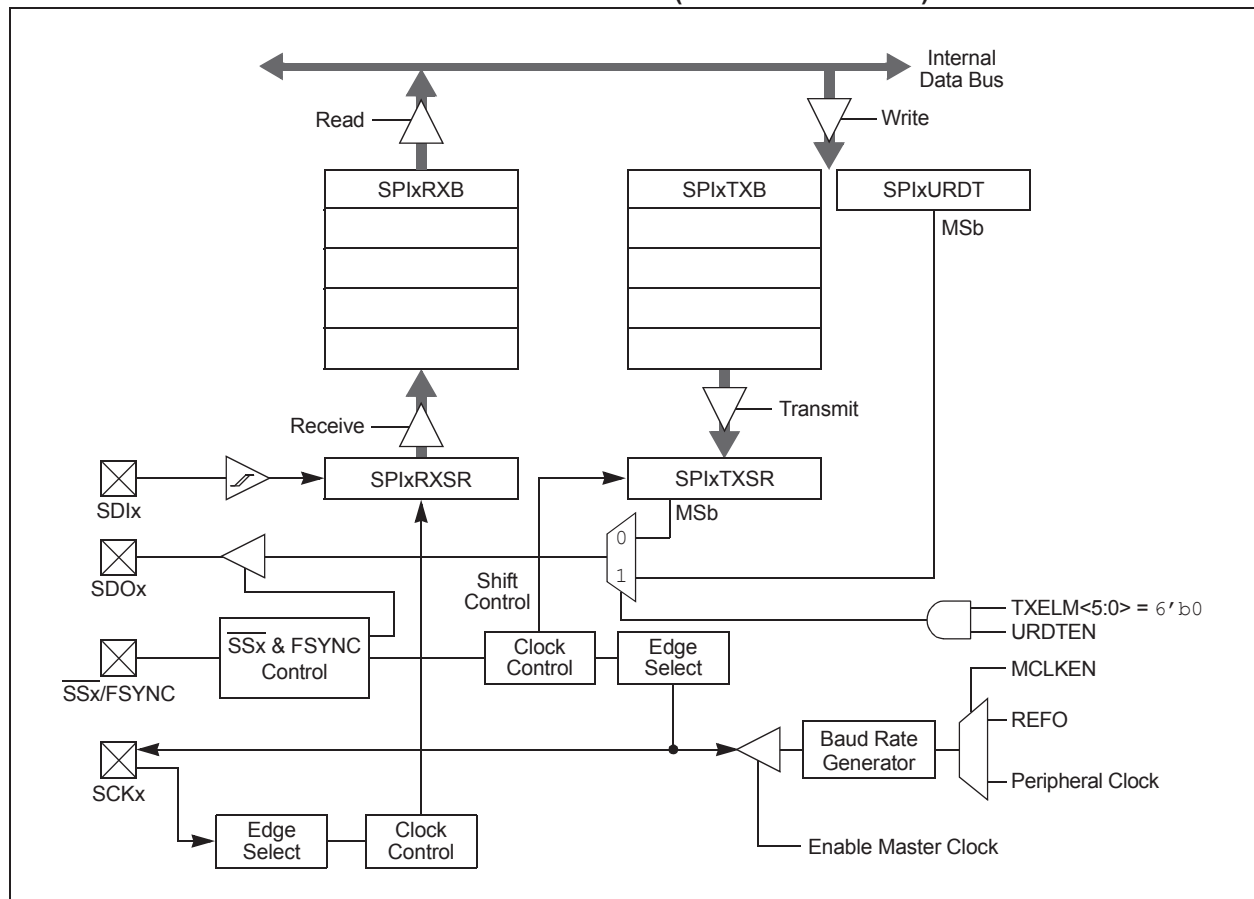 Internal
Data Bus
Read
Write
SPIxRXB
SPIxTXB
SPIxURDT
MSb
Receive
Transmit
SPIxRXSR
SPIxTXSR
SDIx
MSb
0
1
SDOx
Shift
Control
TXELM<5:0> = 6'b0
URDTEN
SSx & FSYNC
Control
Clock
Control
Edge
Select
SSx/FSYNC
MCLKEN
REFO
Baud Rate
Generator
Peripheral Clock
SCKx
Edge
Select
Clock
Control
Enable Master Clock